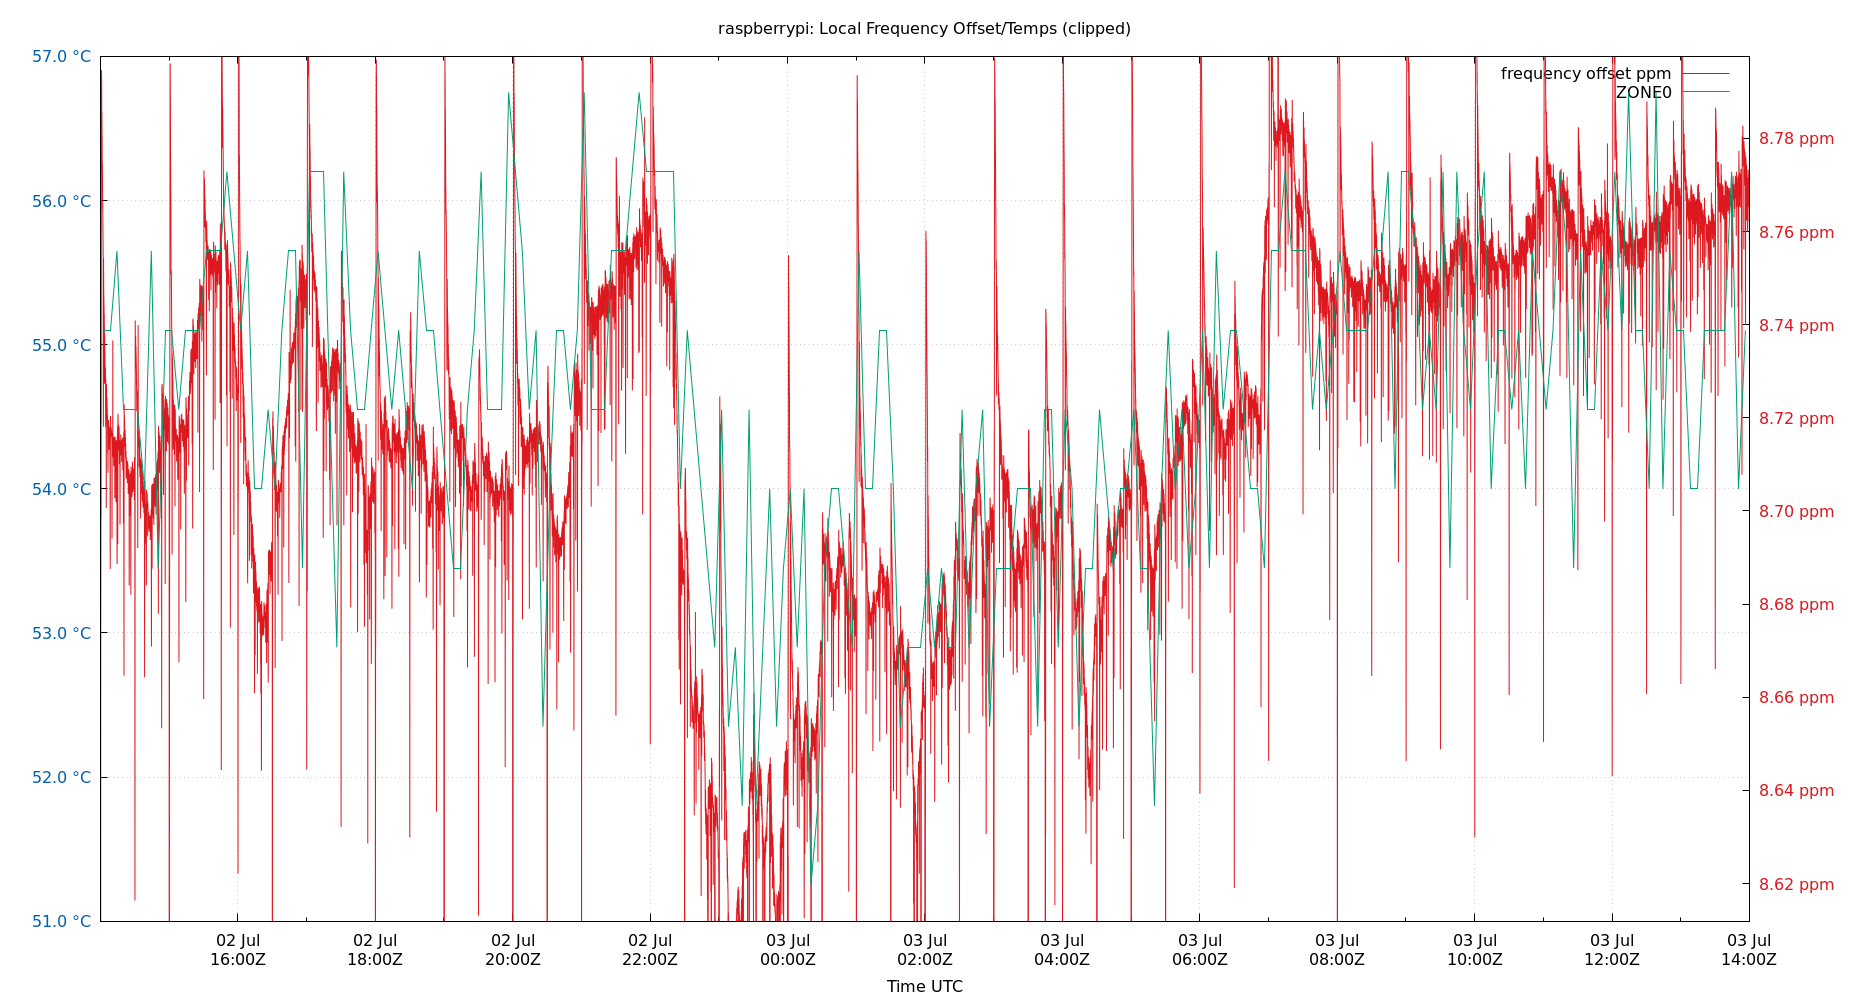 raspberrypi: Local Frequency Offset/Temps (clipped)
57.0 °C
56.0 °C
55.0 °C
54.0 °C
53.0 °C
52.0 °C
51.0 °C
frequency offset ppm
ZONE0
8.78 ppm
8.76 ppm
8.74 ppm
8.72 ppm
8.70 ppm
8.68 ppm
8.66 ppm
8.64 ppm
8.62 ppm
02 Jul
16:00Z
02 Jul
18:00Z
02 Jul
20:00Z
02 Jul
22:00Z
03 Jul
00:00Z
03 Jul
02:00Z
03 Jul
04:00Z
03 Jul
06:00Z
03 Jul
08:00Z
03 Jul
10:00Z
03 Jul
12:00Z
03 Jul
14:00Z
Time UTC